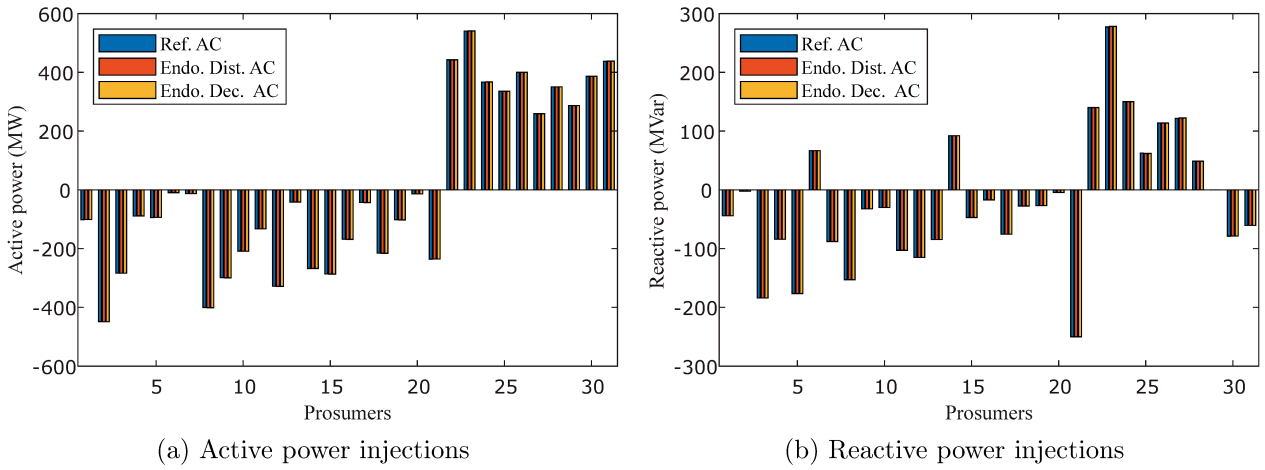 600
400
200
0
-200
-400
-600
Active power (MW)
Ref. AC
Endo. Dist. AC
Endo. Dec. AC
5
10
15
20
25
30
Prosumers
(a) Active power injections
300
200
100
0
-100
-200
-300
Reactive power (MVar)
Ref. AC
Endo. Dist. AC
Endo. Dec. AC
5
10
15
20
25
30
Prosumers
(b) Reactive power injections